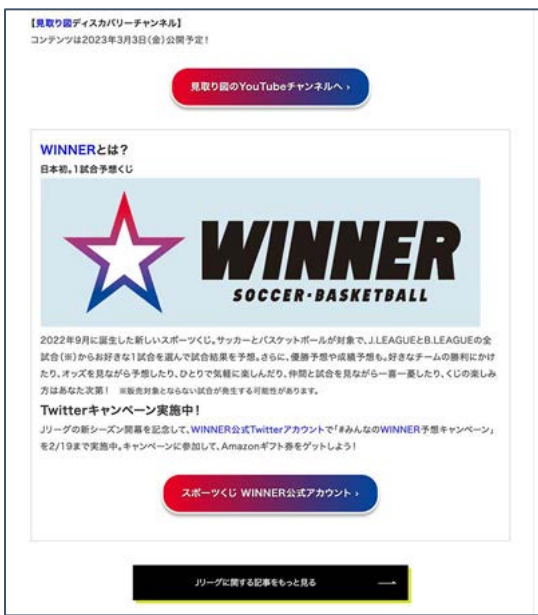 【見取り図ディスカバリーチャンネル】
コンテンツは2023年3月3日(金)公開予定!
見取り図のYouTubeチャンネルへ ›
WINNERとは?
日本初。1試合予想くじ
WINNER
SOCCER・BASKETBALL
2022年9月に誕生した新しいスポーツくじ。サッカーとバスケットボールが対象で、J.LEAGUEとB.LEAGUEの全
試合(※)からお好きな1試合を選んで試合結果を予想。さらに、優勝予想や成績予想も。好きなチームの勝利にかけ
たり、オッズを見ながら予想したり、ひとりで気軽に楽しんだり、仲間と試合を見ながら一喜一憂したり、くじの楽しみ
方はあなた次第! ※販売対象とならない試合が発生する可能性があります。
Twitterキャンペーン実施中!
Jリーグの新シーズン開幕を記念して、WINNER公式Twitterアカウントで「#みんなのWINNER予想キャンペーン」
を2/19まで実施中。キャンペーンに参加して、Amazonギフト券をゲットしよう!
スポーツくじ WINNER公式アカウント ›
Jリーグに関する記事をもっと見る